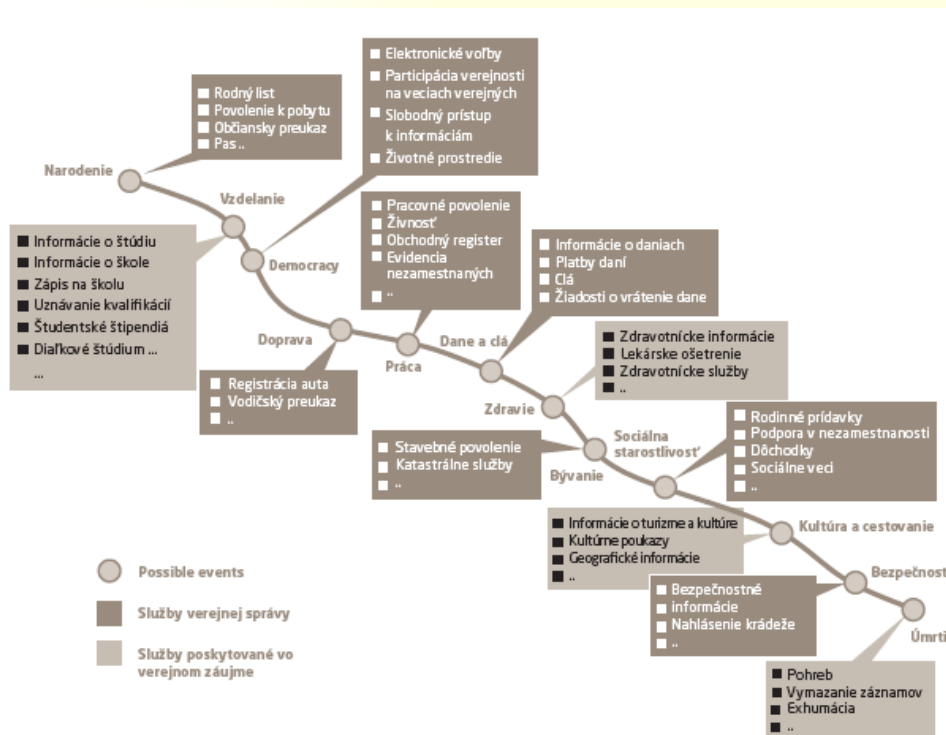 Narodenie
Rodný list
Povolenie k pobytu
Občiansky preukaz
Pas ..
Vzdelanie
Informácie o štúdiu
Informácie o škole
Zápis na školu
Uznávanie kvalifikácií
Študentské štipendiá
Diaľkové štúdium ...
...
Democracy
Elektronické voľby
Participácia verejnosti
na veciach verejných
Slobodný prístup
k informáciám
Životné prostredie
Doprava
Registrácia auta
Vodičský preukaz
..
Práca
Pracovné povolenie
Živnosť
Obchodný register
Evidencia
nezamestnaných
..
Dane a clá
Informácie o daniach
Platby daní
Clá
Žiadosti o vrátenie dane
Zdravie
Zdravotnícke informácie
Lekárske ošetrenie
Zdravotnícke služby
..
Bývanie
Stavebné povolenie
Katastrálne služby
..
Sociálna
starostlivosť
Rodinné prídavky
Podpora v nezamestnanosti
Dôchodky
Sociálne veci
..
Kultúra a cestovanie
Informácie o turizme a kultúre
Kultúrne poukazy
Geografické informácie
..
Bezpečnost
Bezpečnostné
informácie
Nahlásenie krádeže
..
Úmrti
Pohreb
Vymazanie záznamov
Exhumácia
..
Possible events
Služby verejnej správy
Služby poskytované vo
verejnom záujme